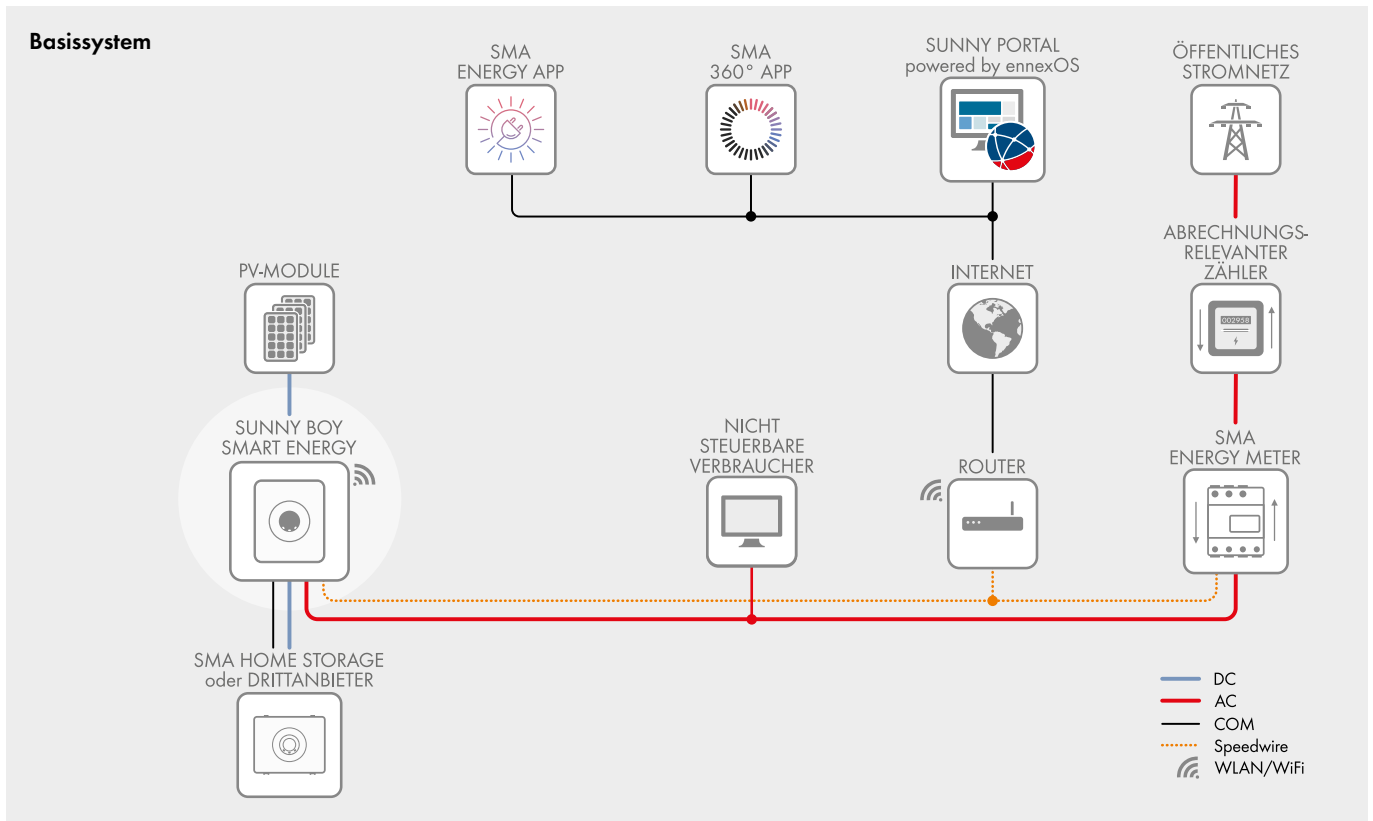 Basissystem
SMA
ENERGY APP
SMA
360° APP
SUNNY PORTAL
powered by ennexOS
ÖFFENTLICHES
STROMNETZ
ABRECHNUNGS-
RELEVANTER
ZÄHLER
002958
PV-MODULE
INTERNET
SUNNY BOY
SMART ENERGY
NICHT
STEUERBARE
VERBRAUCHER
ROUTER
SMA
ENERGY METER
SMA HOME STORAGE
oder DRITTANBIETER
DC
AC
COM
Speedwire
WLAN/WiFi